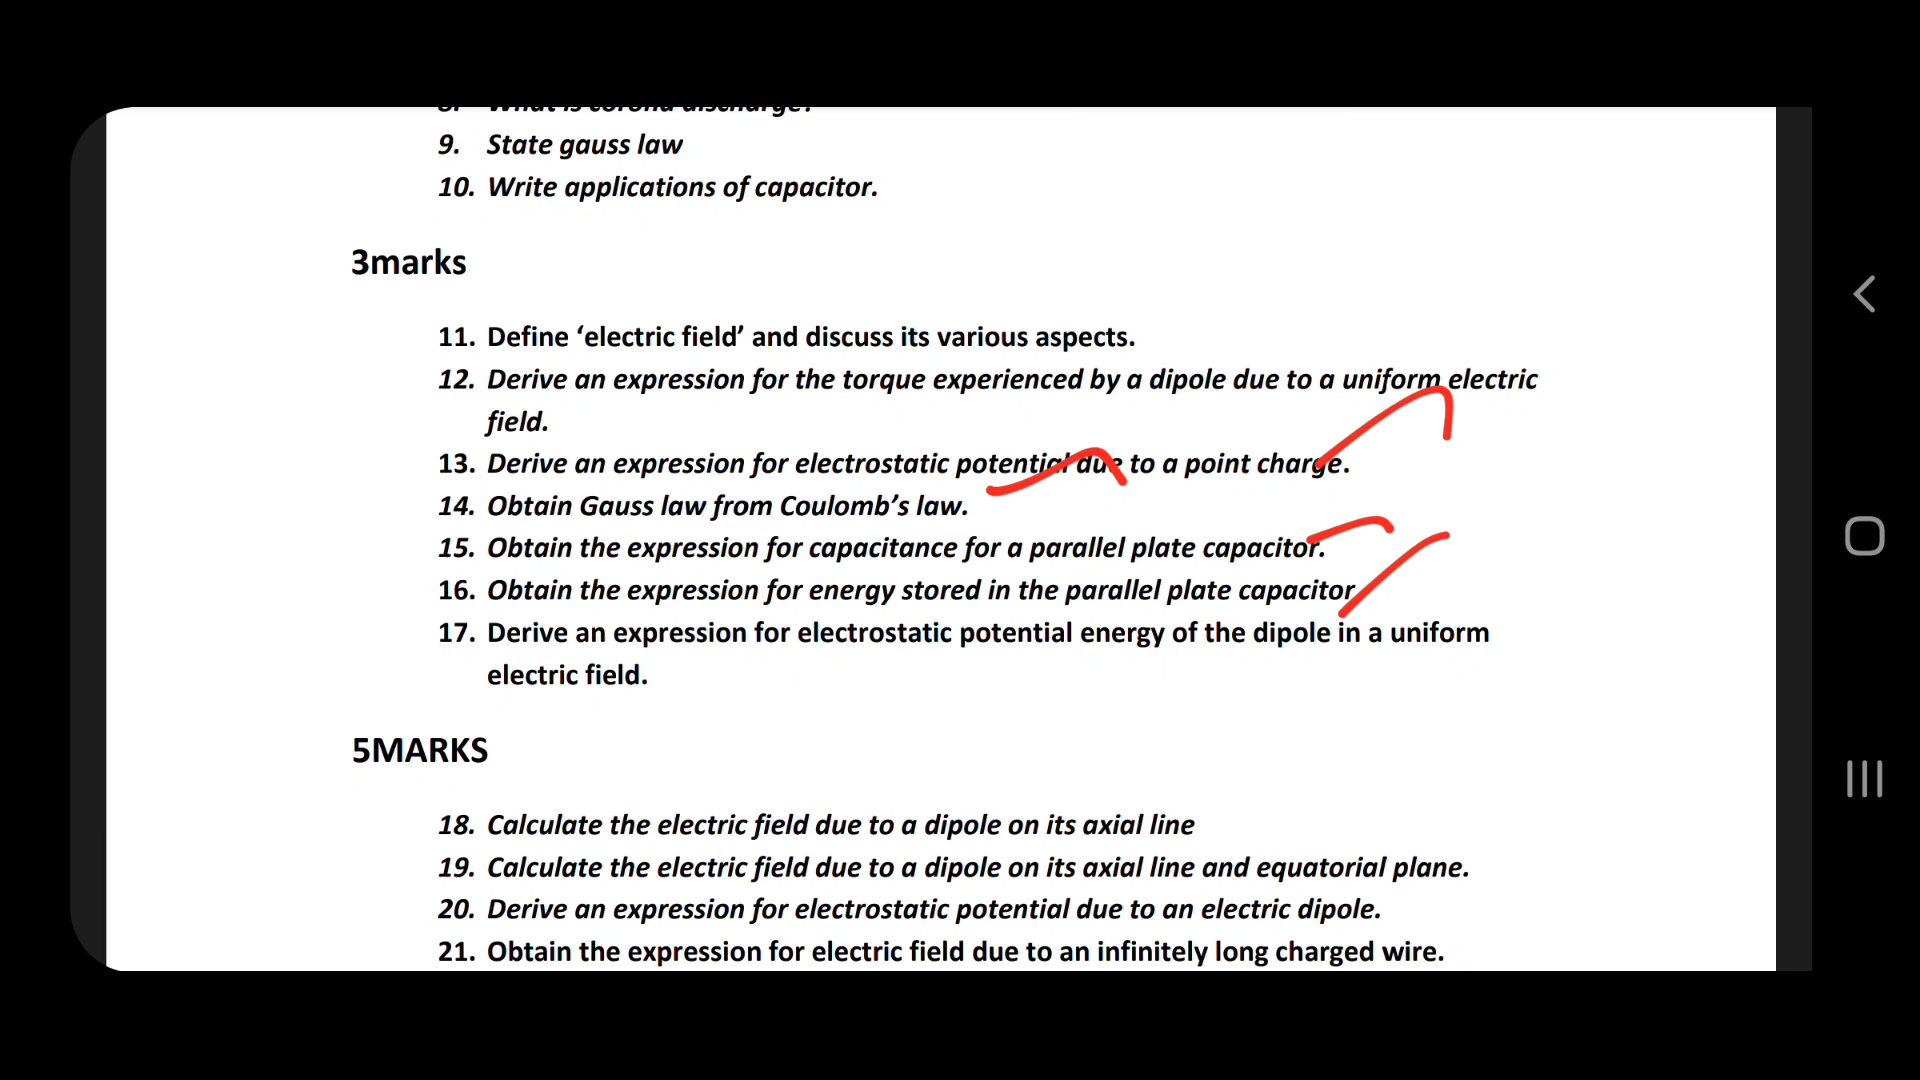 8. What is corona discharge?
9. State gauss law
10. Write applications of capacitor.
3marks
11. Define ‘electric field’ and discuss its various aspects.
12. Derive an expression for the torque experienced by a dipole due to a uniform electric
field.
13. Derive an expression for electrostatic potential due to a point charge.
14. Obtain Gauss law from Coulomb’s law.
15. Obtain the expression for capacitance for a parallel plate capacitor.
16. Obtain the expression for energy stored in the parallel plate capacitor
17. Derive an expression for electrostatic potential energy of the dipole in a uniform
electric field.
5MARKS
18. Calculate the electric field due to a dipole on its axial line
19. Calculate the electric field due to a dipole on its axial line and equatorial plane.
20. Derive an expression for electrostatic potential due to an electric dipole.
21. Obtain the expression for electric field due to an infinitely long charged wire.